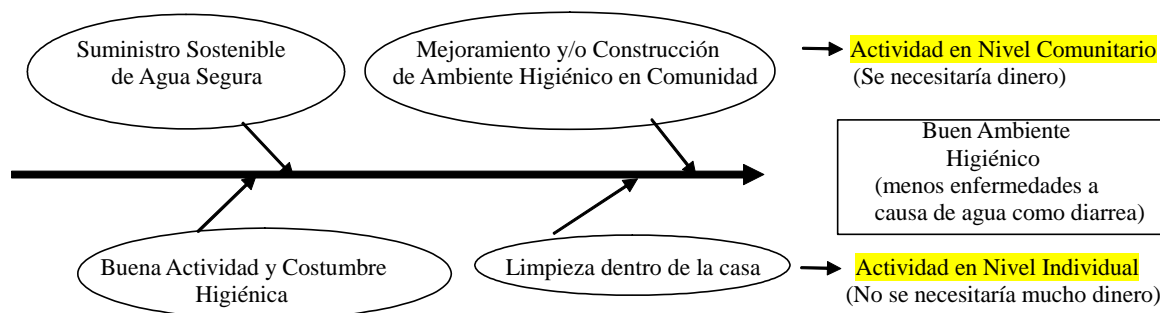 Suministro Sostenible
de Agua Segura
Mejoramiento y/o Construcción
de Ambiente Higiénico en Comunidad
Actividad en Nivel Comunitario
(Se necesitaría dinero)
Buen Ambiente
Higiénico
(menos enfermedades a
causa de agua como diarrea)
Buena Actividad y Costumbre
Higiénica
Limpieza dentro de la casa
Actividad en Nivel Individual
(No se necesitaría mucho dinero)